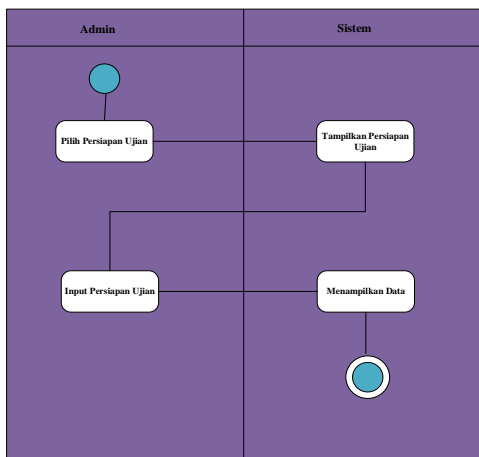 Admin
Sistem
Pilih Persiapan Ujian
Tampilkan Persiapan
Ujian
Input Persiapan Ujian
Menampilkan Data